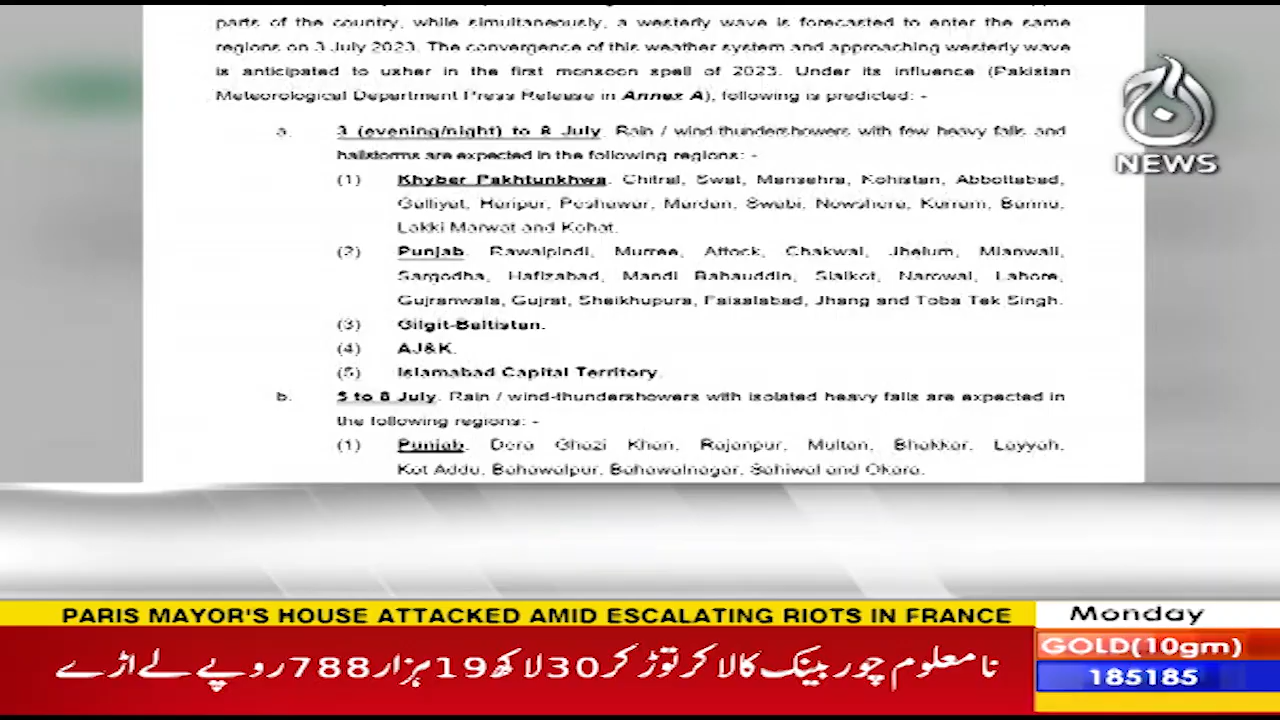 parts of the country, while simultaneously, a westerly wave is forecasted to enter the same
regions on 3 July 2023. The convergence of this weather system and approaching westerly wave
is anticipated to usher in the first monsoon spell of 2023. Under its influence (Pakistan
Meteorological Department Press Release in Annex A), following is predicted: -
a. 3 (evening/night) to 8 July. Rain / wind-thundershowers with few heavy falls and
hailstorms are expected in the following regions: -
(1) Khyber Pakhtunkhwa. Chitral, Swat, Mansehra, Kohistan, Abbottabad,
Galliyat, Haripur, Peshawar, Mardan, Swabi, Nowshera, Kurram, Bannu,
Lakki Marwat and Kohat.
(2) Punjab. Rawalpindi, Murree, Attock, Chakwal, Jhelum, Mianwali,
Sargodha, Hafizabad, Mandi Bahauddin, Sialkot, Narowal, Lahore,
Gujranwala, Gujrat, Sheikhupura, Faisalabad, Jhang and Toba Tek Singh.
(3) Gilgit-Baltistan.
(4) AJ&K.
(5) Islamabad Capital Territory.
b. 5 to 8 July. Rain / wind-thundershowers with isolated heavy falls are expected in
the following regions: -
(1) Punjab. Dera Ghazi Khan, Rajanpur, Multan, Bhakkar, Layyah,
Kot Addu, Bahawalpur, Bahawalnagar, Sahiwal and Okara.
NEWS
PARIS MAYOR'S HOUSE ATTACKED AMID ESCALATING RIOTS IN FRANCE
Monday
GOLD(10gm)
185185
نامعلوم چور بینک کا لاکر توڑ کر 30 لاکھ 19 ہزار 788 روپے لے اڑے